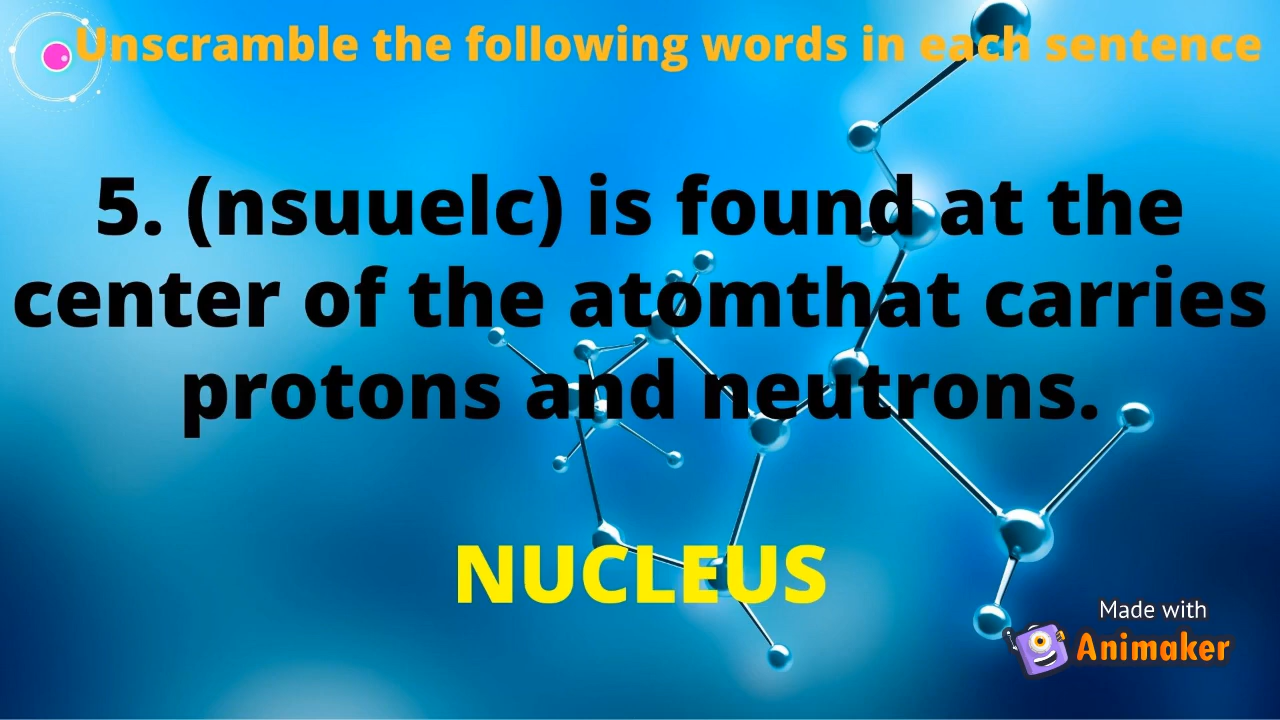 Unscramble the following words in each sentence
5. (nsuuelc) is found at the
center of the atomthat carries
protons and neutrons.
NUCLEUS
Made with
Animaker